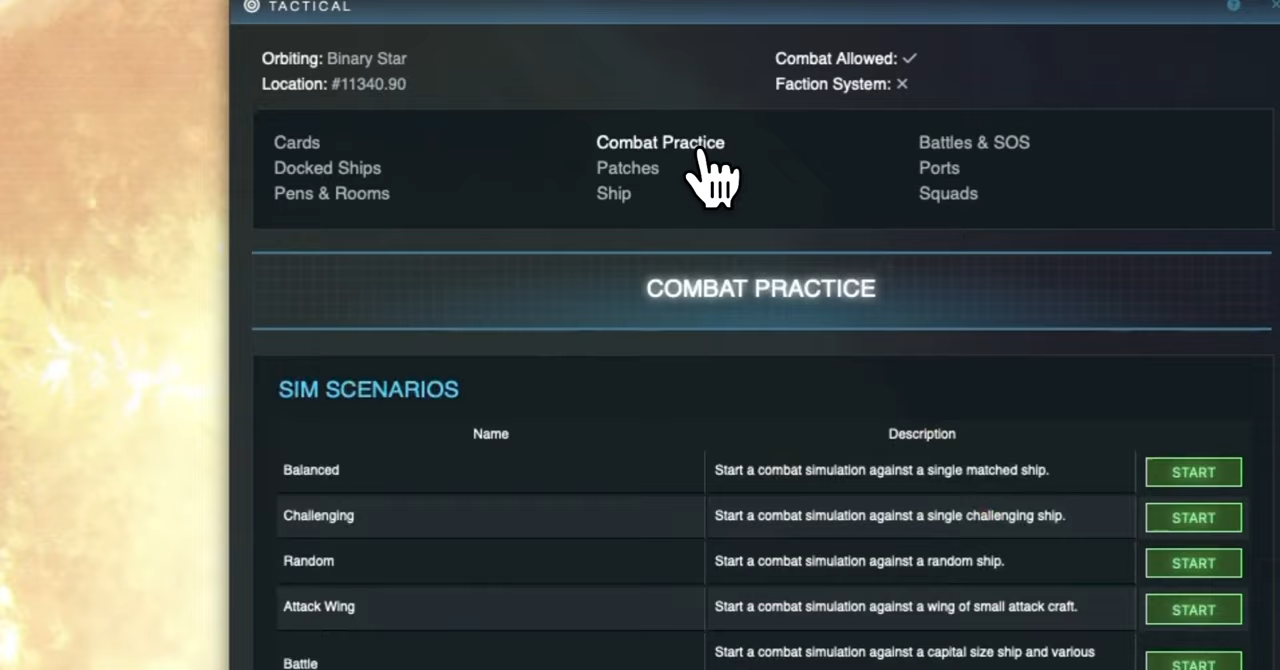 TACTICAL
Orbiting: Binary Star
Combat Allowed:
Location: #11340.90
Faction System:
Cards
Combat Practice
Battles & SOS
Docked Ships
Patches
Ports
Pens & Rooms
Ship
Squads
COMBAT PRACTICE
SIM SCENARIOS
Name
Description
Balanced
Start a combat simulation against a single matched ship.
START
Challenging
Start a combat simulation against a single challenging ship.
START
Random
Start a combat simulation against a random ship.
START
Attack Wing
Start a combat simulation against a wing of small attack craft.
START
Battle
Start a combat simulation against a capital size ship and various
START